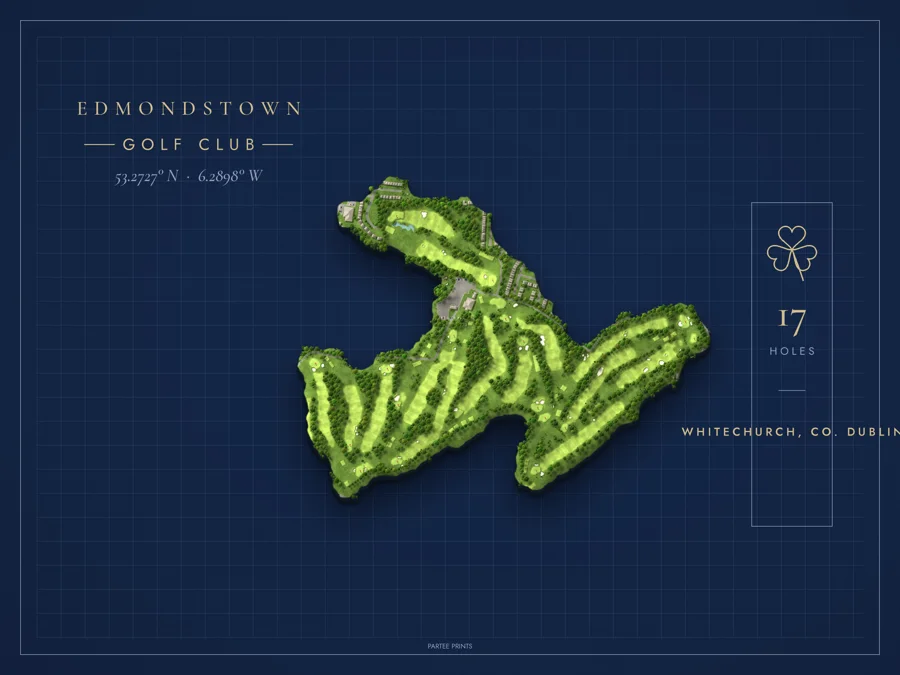 EDMONDSTOWN
GOLF CLUB
53.2727° N · 6.2898° W
17
HOLES
WHITECHURCH, CO. DUBLIN
PARTEE PRINTS